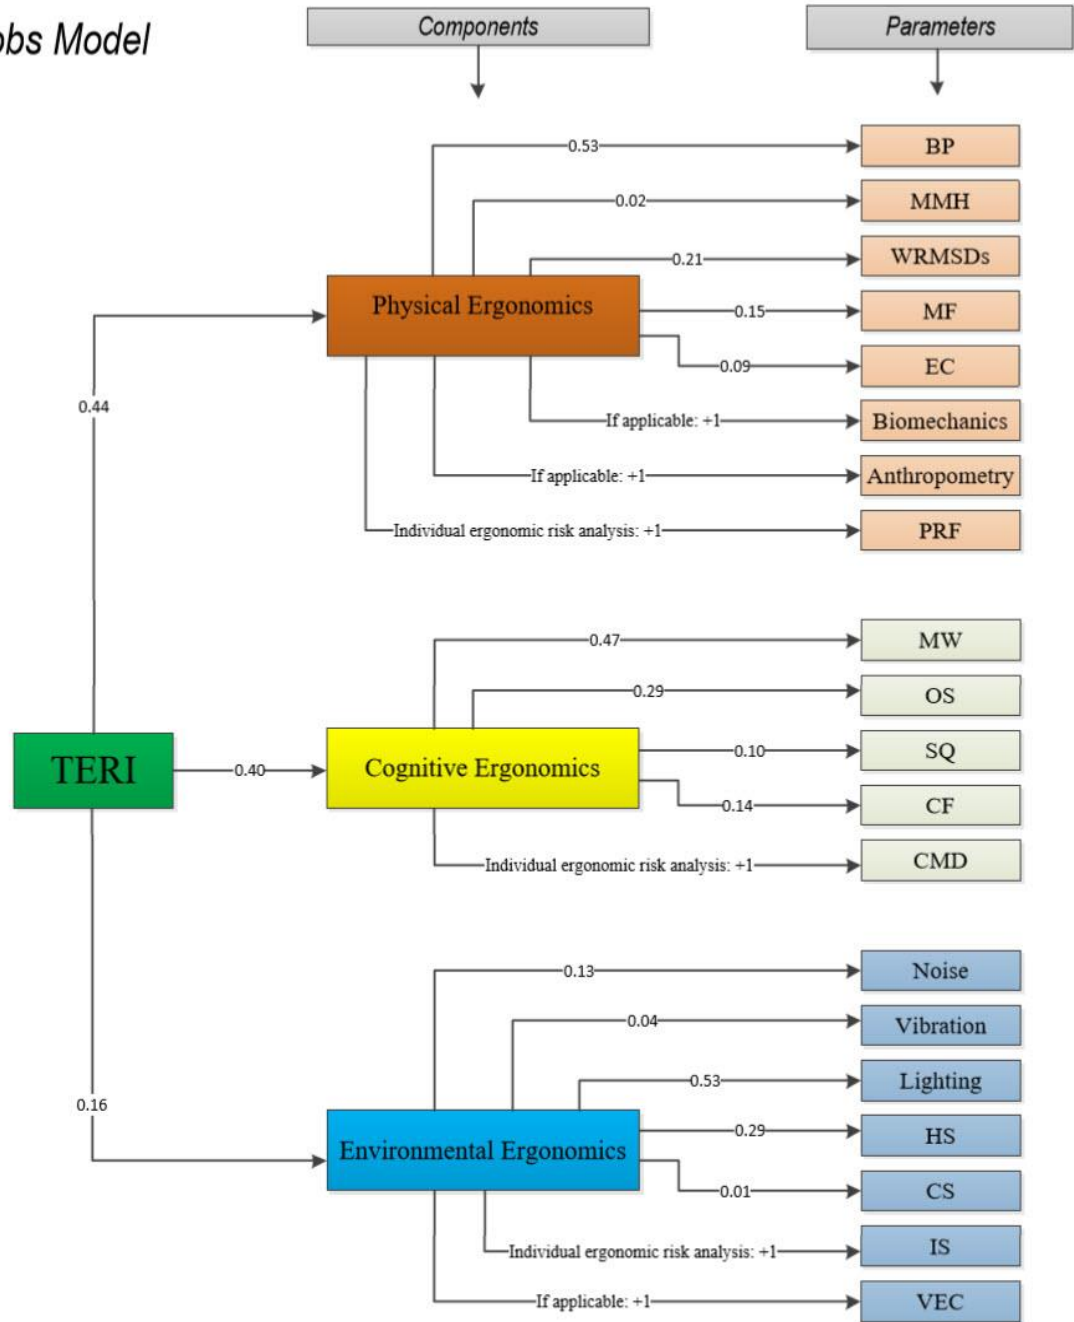 obs Model
Components
Parameters
0.53
BP
0.02
MMH
0.21
WRMSDs
Physical Ergonomics
0.15
MF
0.09
EC
If applicable: +1
Biomechanics
If applicable: +1
Anthropometry
Individual ergonomic risk analysis: +1
PRF
0.44
0.47
MW
0.29
OS
TERI
0.40
Cognitive Ergonomics
0.10
SQ
0.14
CF
Individual ergonomic risk analysis: +1
CMD
0.13
Noise
0.04
Vibration
0.53
Lighting
0.16
Environmental Ergonomics
0.29
HS
0.01
CS
Individual ergonomic risk analysis: +1
IS
If applicable: +1
VEC